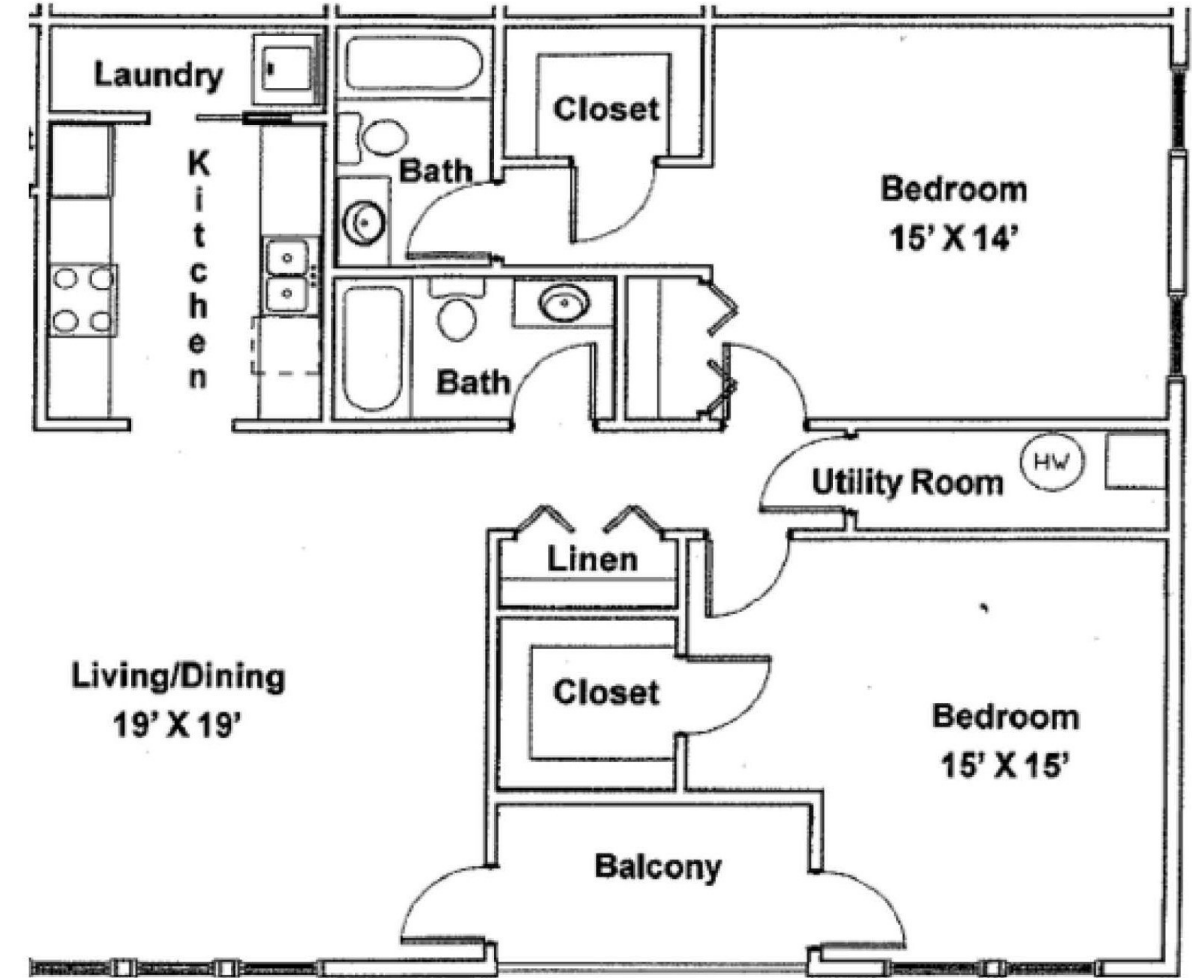 Laundry
Closet
Kitchen
Bath
Bedroom
15' X 14'
Bath
Utility Room
HW
Linen
Living/Dining
19' X 19'
Closet
Bedroom
15' X 15'
Balcony